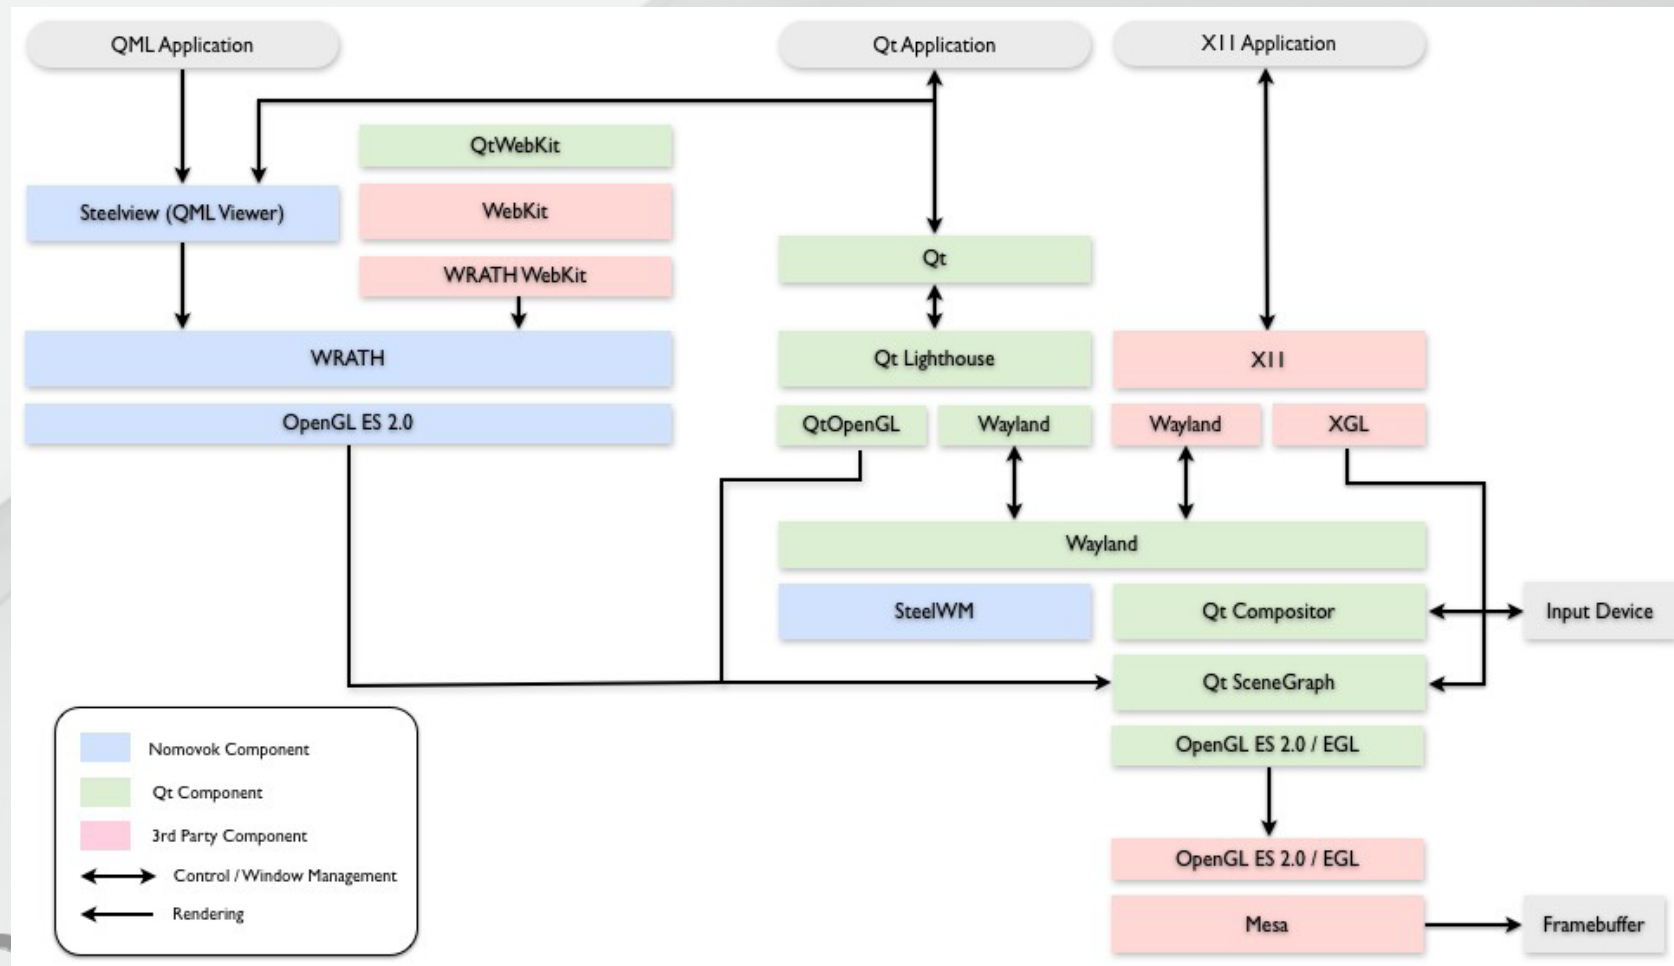 QML Application
Qt Application
X11 Application
QtWebKit
Steelview (QML Viewer)
WebKit
Qt
WRATH WebKit
WRATH
Qt Lighthouse
X11
OpenGL ES 2.0
QtOpenGL
Wayland
Wayland
XGL
Wayland
SteelWM
Qt Compositor
Input Device
Qt SceneGraph
OpenGL ES 2.0 / EGL
Nomovok Component
Qt Component
3rd Party Component
Control / Window Management
Rendering
OpenGL ES 2.0 / EGL
Mesa
Framebuffer